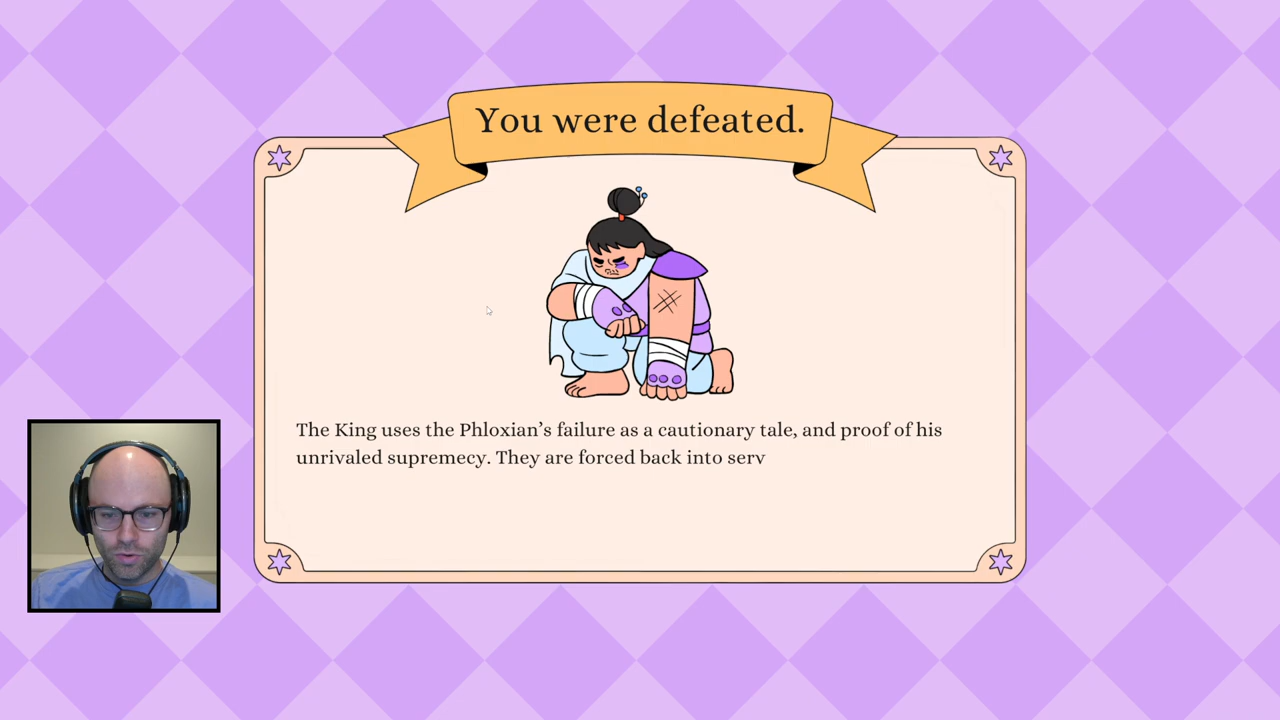 You were defeated.
The King uses the Phloxian’s failure as a cautionary tale, and proof of his
unrivaled supremecy. They are forced back into serv